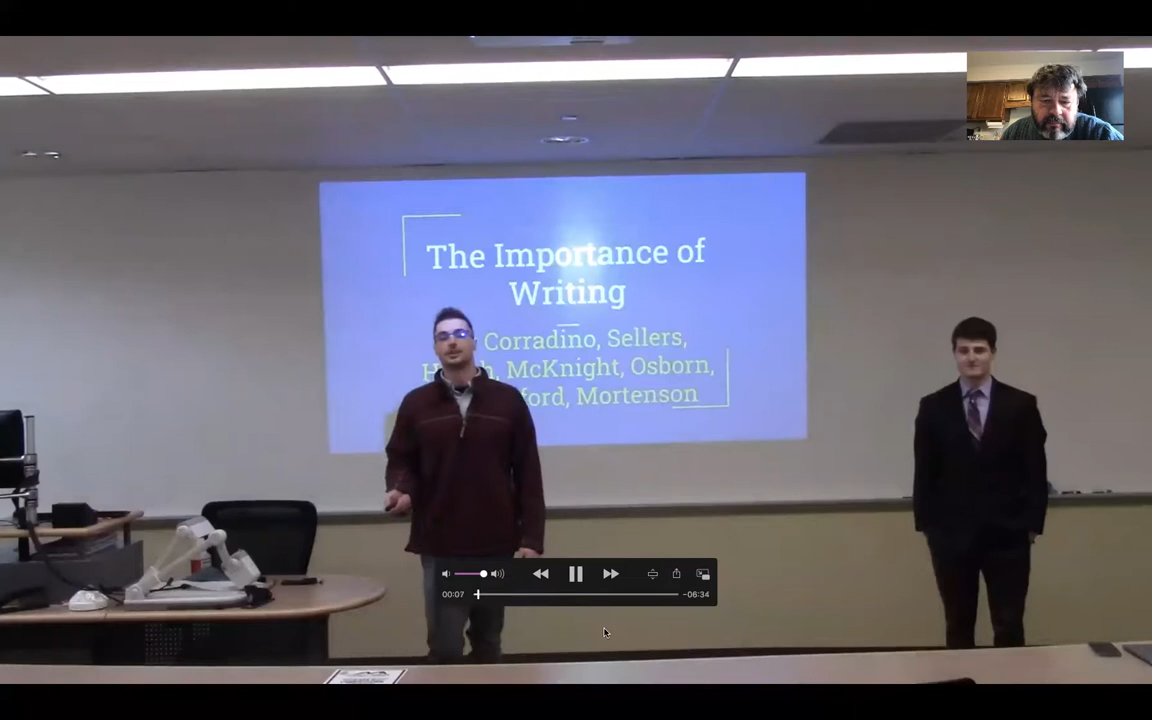 The Importance of
Writing
Corradino, Sellers,
McKnight, Osborn,
Mortenson
00:07
-06:34